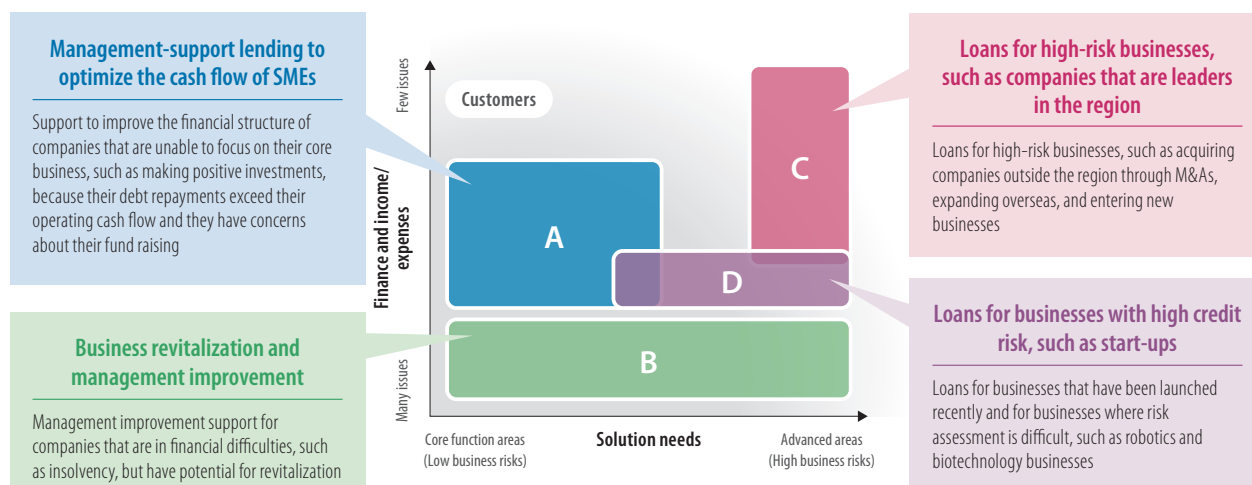 Management-support lending to
optimize the cash flow of SMEs
Support to improve the financial structure of
companies that are unable to focus on their core
business, such as making positive investments,
because their debt repayments exceed their
operating cash flow and they have concerns
about their fund raising
Business revitalization and
management improvement
Management improvement support for
companies that are in financial difficulties, such
as insolvency, but have potential for revitalization
Finance and income/
expenses
Few issues
Many issues
Customers
A
B
C
D
Core function areas
(Low business risks)
Solution needs
Advanced areas
(High business risks)
Loans for high-risk businesses,
such as companies that are leaders
in the region
Loans for high-risk businesses, such as acquiring
companies outside the region through M&As,
expanding overseas, and entering new
businesses
Loans for businesses with high credit
risk, such as start-ups
Loans for businesses that have been launched
recently and for businesses where risk
assessment is difficult, such as robotics and
biotechnology businesses